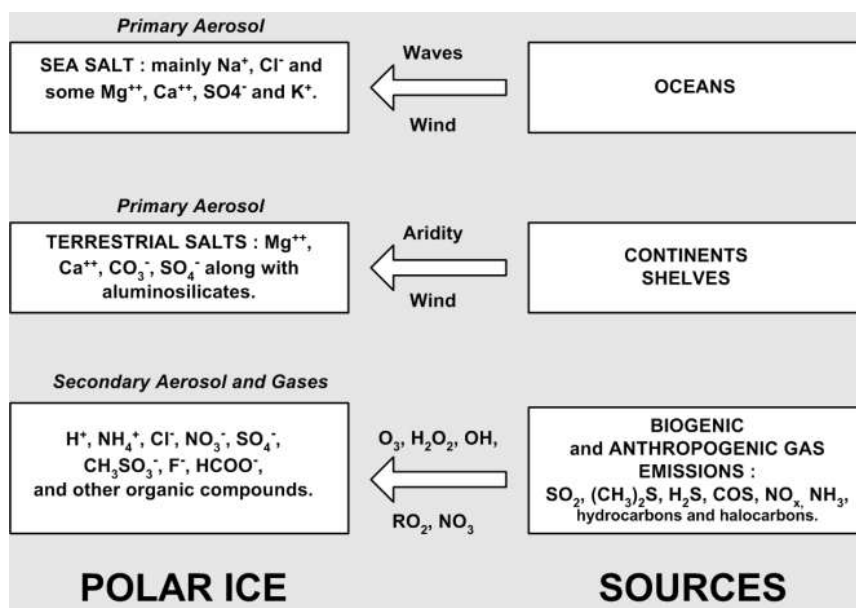 Primary Aerosol
SEA SALT : mainly Na⁺, Cl⁻ and
some Mg⁺⁺, Ca⁺⁺, SO4⁻ and K⁺.
Waves
Wind
OCEANS
Primary Aerosol
TERRESTRIAL SALTS : Mg⁺⁺,
Ca⁺⁺, CO₃⁻, SO₄⁻ along with
aluminosilicates.
Aridity
Wind
CONTINENTS
SHELVES
Secondary Aerosol and Gases
H⁺, NH₄⁺, Cl⁻, NO₃⁻, SO₄⁻,
CH₃SO₃⁻, F⁻, HCOO⁻,
and other organic compounds.
O₃, H₂O₂, OH,
RO₂, NO₃
BIOGENIC
and ANTHROPOGENIC GAS
EMISSIONS :
SO₂, (CH₃)₂S, H₂S, COS, NOₓ, NH₃,
hydrocarbons and halocarbons.
POLAR ICE
SOURCES